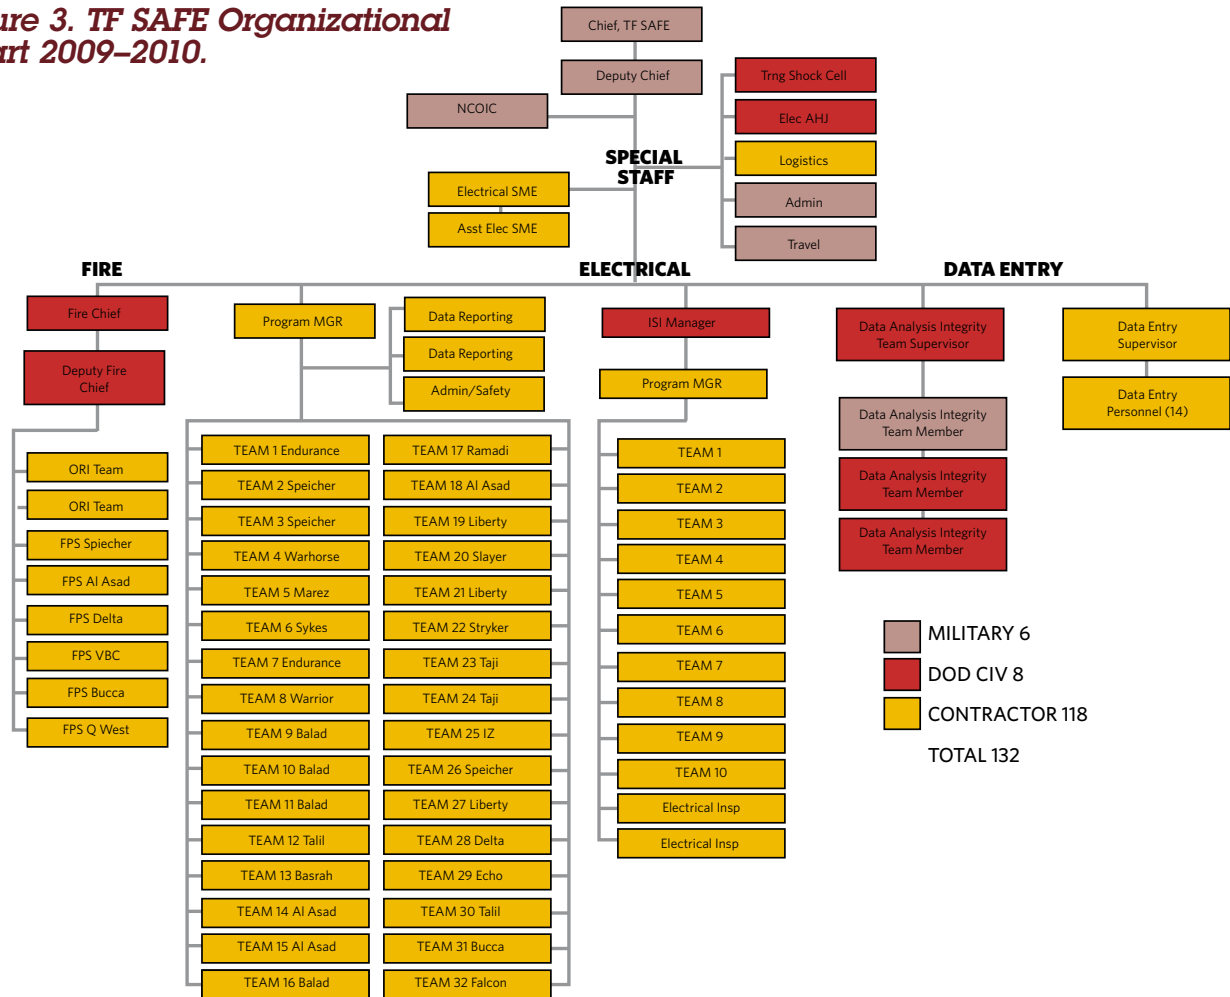 ure 3. TF SAFE Organizational
art 2009–2010.
Chief, TF SAFE
Deputy Chief
NCOIC
Trng Shock Cell
Elec AHJ
Logistics
Admin
Travel
SPECIAL
STAFF
Electrical SME
Asst Elec SME
FIRE
ELECTRICAL
DATA ENTRY
Fire Chief
Deputy Fire
Chief
ORI Team
ORI Team
FPS Spiecher
FPS Al Asad
FPS Delta
FPS VBC
FPS Bucca
FPS Q West
Program MGR
Data Reporting
Data Reporting
Admin/Safety
TEAM 1 Endurance
TEAM 2 Speicher
TEAM 3 Speicher
TEAM 4 Warhorse
TEAM 5 Marez
TEAM 6 Sykes
TEAM 7 Endurance
TEAM 8 Warrior
TEAM 9 Balad
TEAM 10 Balad
TEAM 11 Balad
TEAM 12 Talil
TEAM 13 Basrah
TEAM 14 Al Asad
TEAM 15 Al Asad
TEAM 16 Balad
TEAM 17 Ramadi
TEAM 18 Al Asad
TEAM 19 Liberty
TEAM 20 Slayer
TEAM 21 Liberty
TEAM 22 Stryker
TEAM 23 Taji
TEAM 24 Taji
TEAM 25 IZ
TEAM 26 Speicher
TEAM 27 Liberty
TEAM 28 Delta
TEAM 29 Echo
TEAM 30 Talil
TEAM 31 Bucca
TEAM 32 Falcon
ISI Manager
Program MGR
TEAM 1
TEAM 2
TEAM 3
TEAM 4
TEAM 5
TEAM 6
TEAM 7
TEAM 8
TEAM 9
TEAM 10
Electrical Insp
Electrical Insp
Data Analysis Integrity
Team Supervisor
Data Analysis Integrity
Team Member
Data Analysis Integrity
Team Member
Data Analysis Integrity
Team Member
Data Entry
Supervisor
Data Entry
Personnel (14)
MILITARY 6
DOD CIV 8
CONTRACTOR 118
TOTAL 132